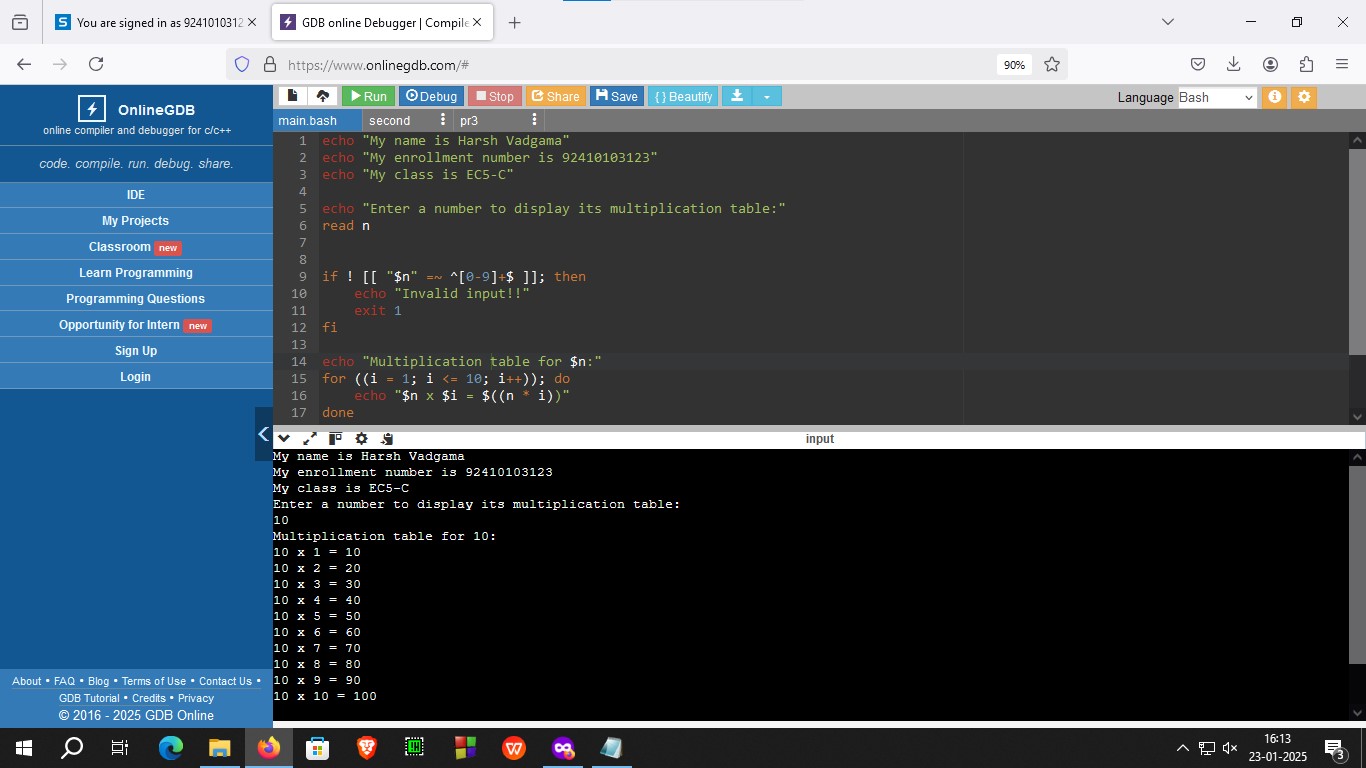 You are signed in as 9241010312
GDB online Debugger | Compile
https://www.onlinegdb.com/#
90%
OnlineGDB
online compiler and debugger for c/c++
code. compile. run. debug. share.
IDE
My Projects
Classroom new
Learn Programming
Programming Questions
Opportunity for Intern new
Sign Up
Login
About • FAQ • Blog • Terms of Use • Contact Us •
GDB Tutorial • Credits • Privacy
© 2016 - 2025 GDB Online
Run Debug Stop Share Save { } Beautify
Language Bash
main.bash second pr3
1 echo "My name is Harsh Vadgama"
2 echo "My enrollment number is 92410103123"
3 echo "My class is EC5-C"
4
5 echo "Enter a number to display its multiplication table:"
6 read n
7
8
9 if ! [[ "$n" =~ ^[0-9]+$ ]]; then
10     echo "Invalid input!!"
11     exit 1
12 fi
13
14 echo "Multiplication table for $n:"
15 for ((i = 1; i <= 10; i++)); do
16     echo "$n x $i = $((n * i))"
17 done
input
My name is Harsh Vadgama
My enrollment number is 92410103123
My class is EC5-C
Enter a number to display its multiplication table:
10
Multiplication table for 10:
10 x 1 = 10
10 x 2 = 20
10 x 3 = 30
10 x 4 = 40
10 x 5 = 50
10 x 6 = 60
10 x 7 = 70
10 x 8 = 80
10 x 9 = 90
10 x 10 = 100
16:13
23-01-2025
3